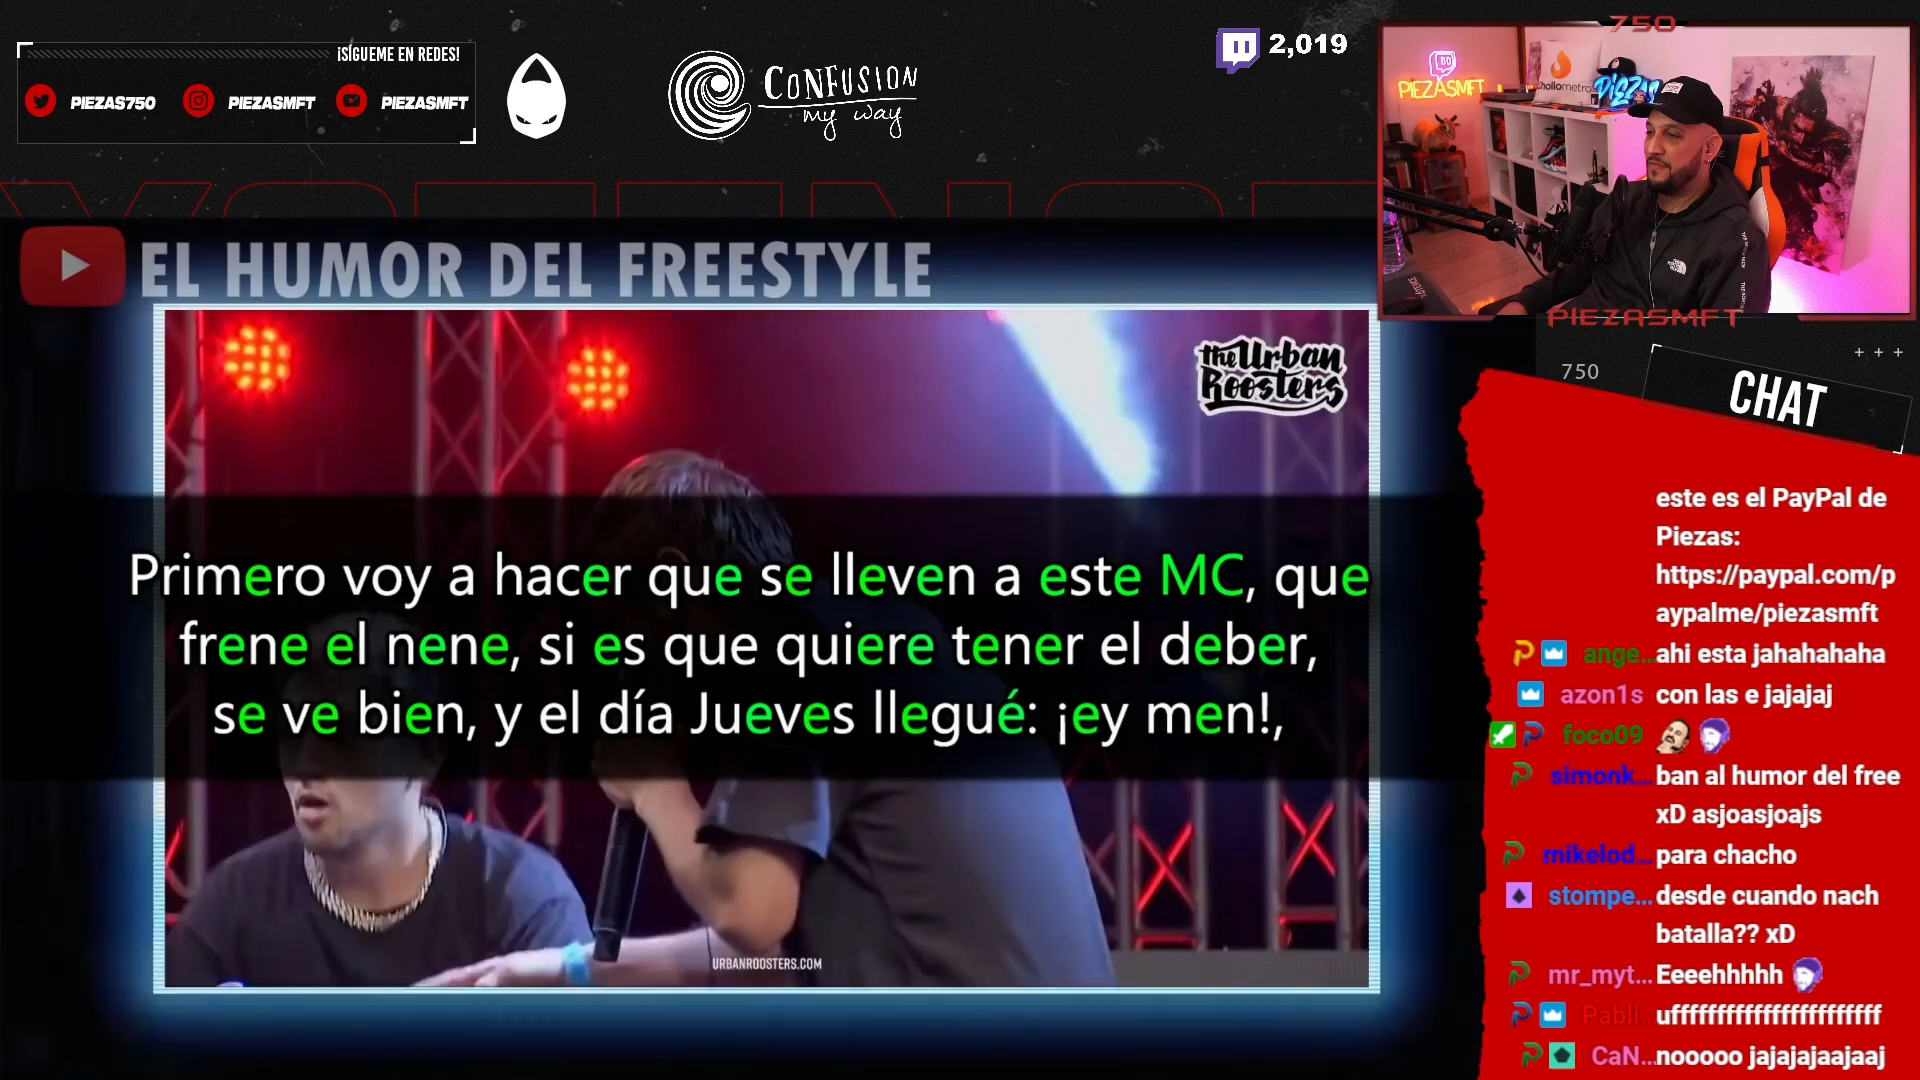 ¡SÍGUEME EN REDES!
PIEZAS750
PIEZASMFT
PIEZASMFT
CONFUSION
my way
2,019
750
PIEZASMFT
chollometro
PIEZASMFT
EL HUMOR DEL FREESTYLE
the Urban
Roosters
Primero voy a hacer que se lleven a este MC, que
frene el nene, si es que quiere tener el deber,
se ve bien, y el día Jueves llegué: ¡ey men!,
URBANROOSTERS.COM
750
+ + +
CHAT
este es el PayPal de
Piezas:
https://paypal.com/p
aypalme/piezasmft
ange... ahi esta jahahahaha
azon1s con las e jajajaj
foco09
simonk... ban al humor del free
xD asjoasjoajs
mikelod... para chacho
stompe... desde cuando nach
batalla?? xD
mr_myt... Eeeehhhhh
Pabli... uffffffffffffffffffffffff
CaN... nooooo jajajajaajaaj